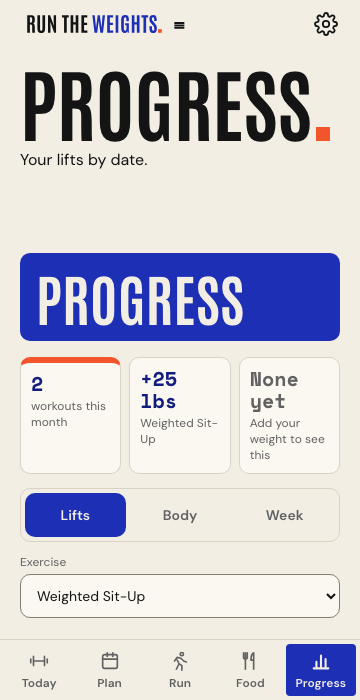 RUN THE WEIGHTS.
PROGRESS.
Your lifts by date.
PROGRESS
2
workouts this
month
+25
lbs
Weighted Sit-
Up
None
yet
Add your
weight to see
this
Lifts Body Week
Exercise
Weighted Sit-Up
Today Plan Run Food Progress